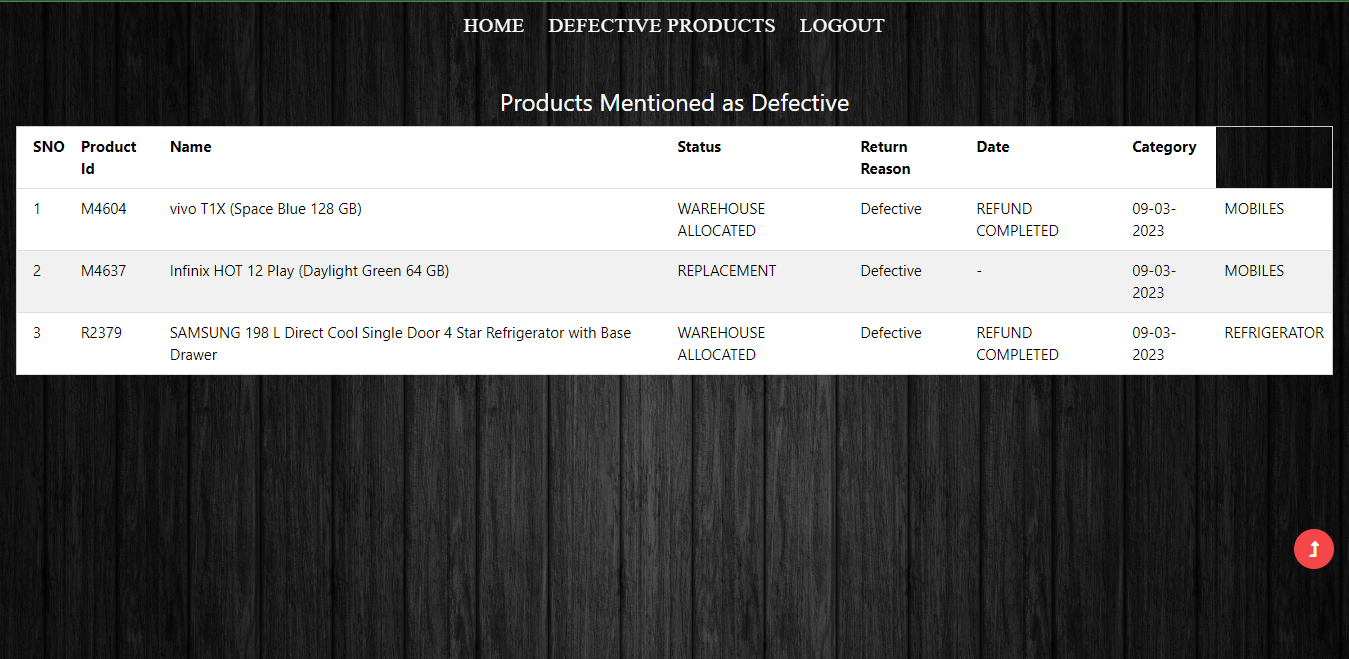 HOME DEFECTIVE PRODUCTS LOGOUT
Products Mentioned as Defective
SNO Product Id Name Status Return Reason Date Category
1 M4604 vivo T1X (Space Blue 128 GB) WAREHOUSE ALLOCATED Defective REFUND COMPLETED 09-03-2023 MOBILES
2 M4637 Infinix HOT 12 Play (Daylight Green 64 GB) REPLACEMENT Defective - 09-03-2023 MOBILES
3 R2379 SAMSUNG 198 L Direct Cool Single Door 4 Star Refrigerator with Base Drawer WAREHOUSE ALLOCATED Defective REFUND COMPLETED 09-03-2023 REFRIGERATOR